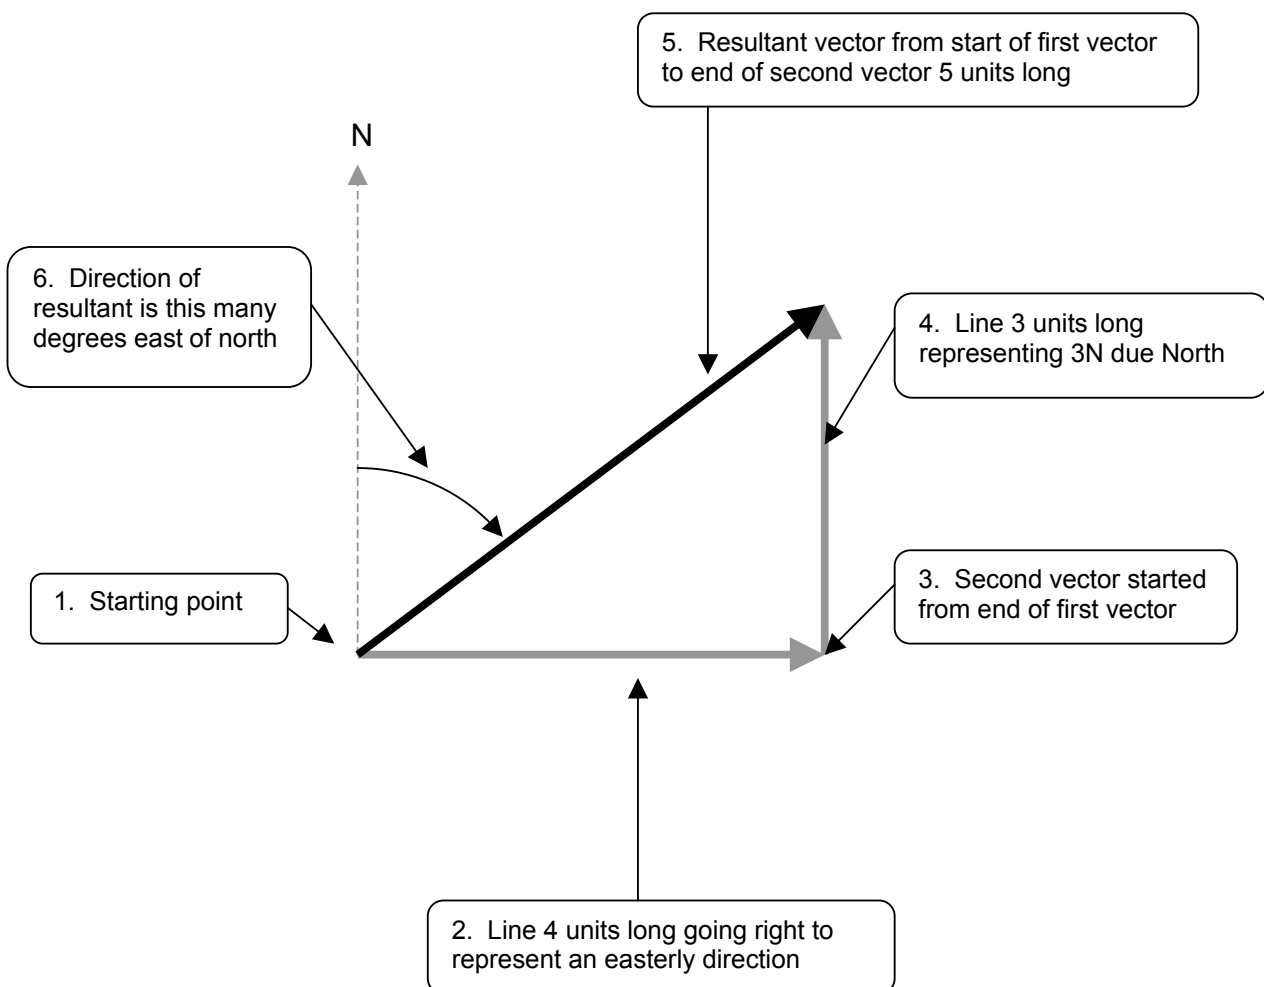 5.  Resultant vector from start of first vector
to end of second vector 5 units long
N
6.  Direction of
resultant is this many
degrees east of north
4.  Line 3 units long
representing 3N due North
1.  Starting point
3.  Second vector started
from end of first vector
2.  Line 4 units long going right to
represent an easterly direction